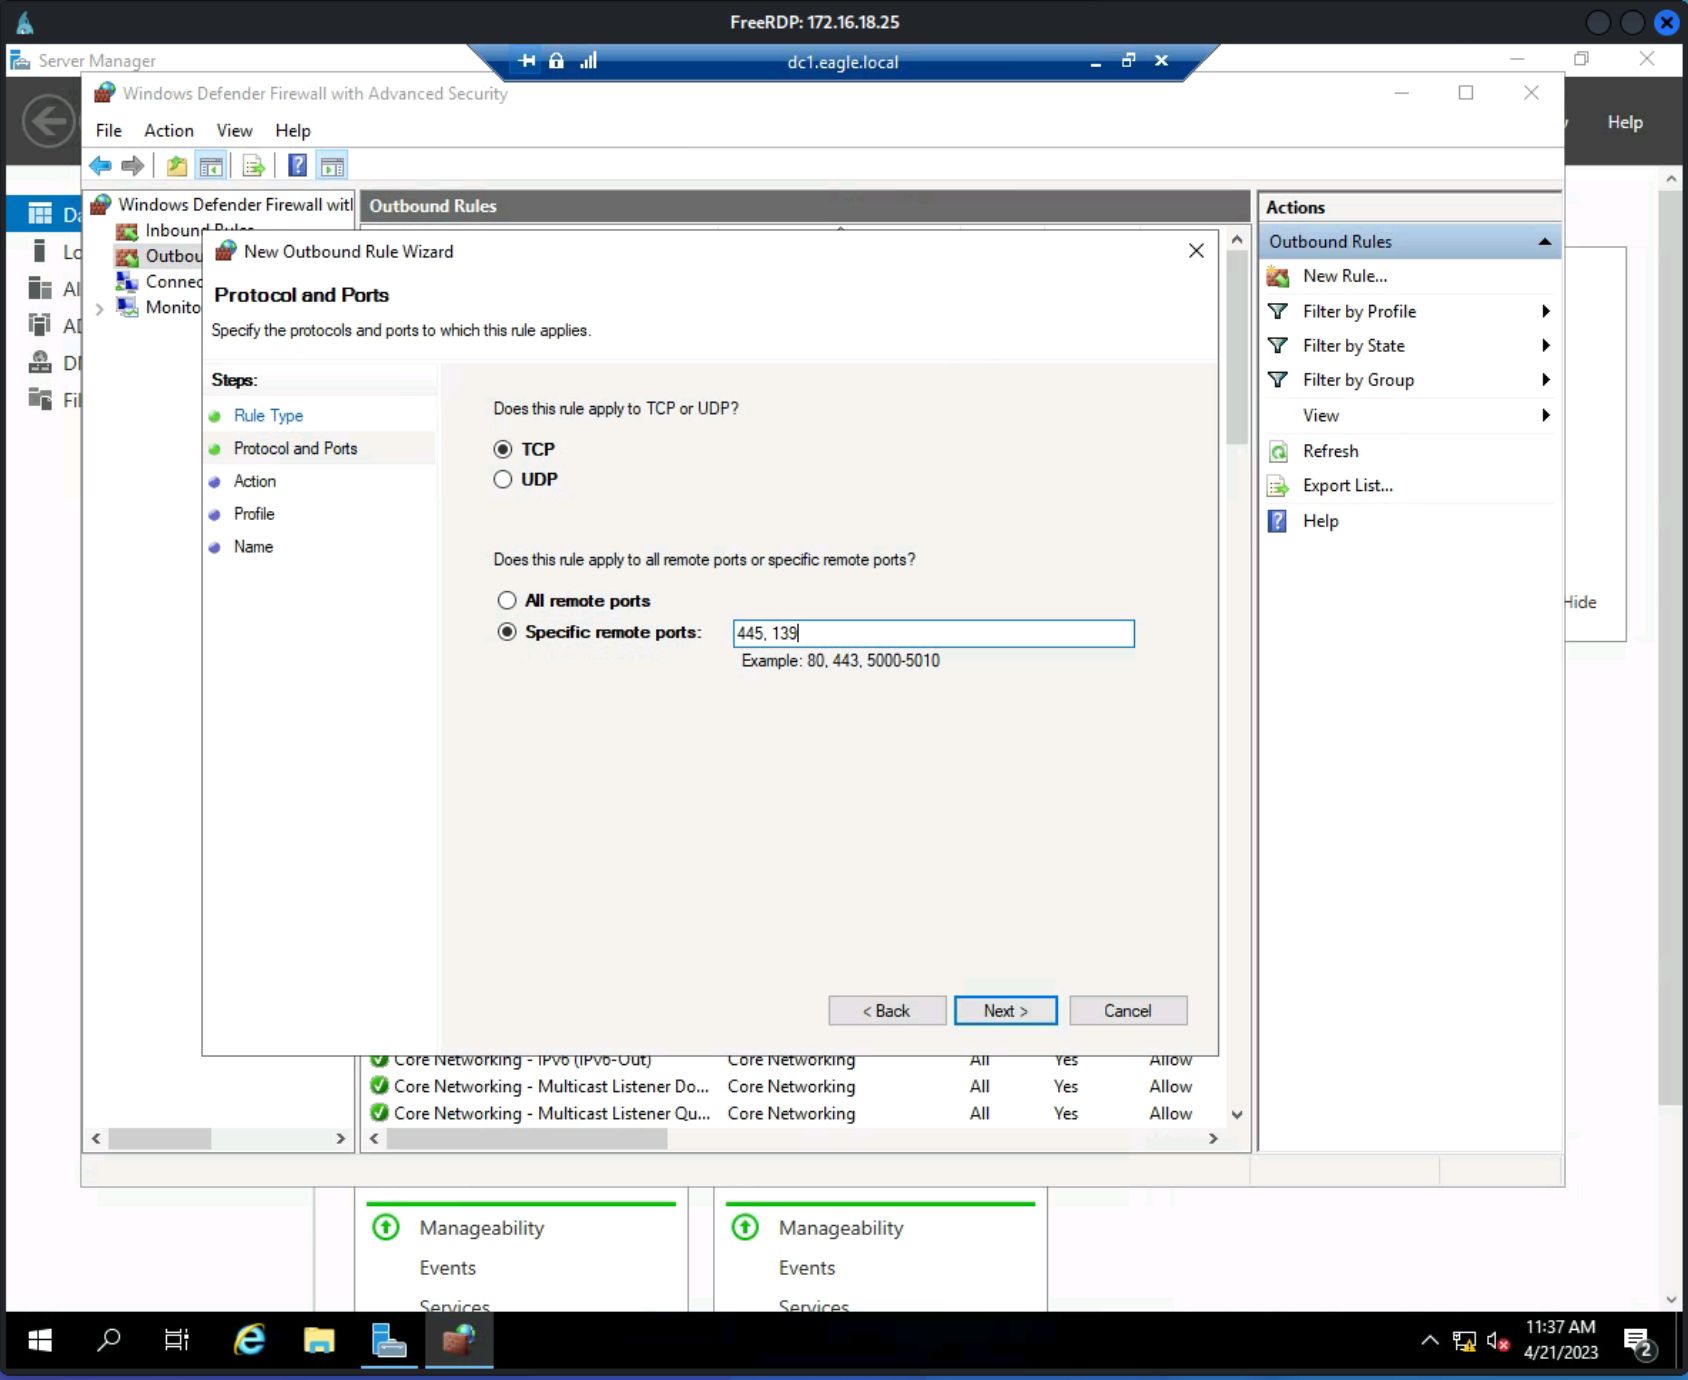 FreeRDP: 172.16.18.25
Server Manager
dc1.eagle.local
Windows Defender Firewall with Advanced Security
Help
File Action View Help
Windows Defender Firewall witl
Inbound Rules
Outbou
Connec
Monito
Da
Lo
Al
AD
DI
Fil
Outbound Rules
New Outbound Rule Wizard
Protocol and Ports
Specify the protocols and ports to which this rule applies.
Steps:
Rule Type
Protocol and Ports
Action
Profile
Name
Does this rule apply to TCP or UDP?
TCP
UDP
Does this rule apply to all remote ports or specific remote ports?
All remote ports
Specific remote ports: 445, 139
Example: 80, 443, 5000-5010
< Back Next > Cancel
Core Networking - IPv6 (IPv6-Out) Core Networking All Yes Allow
Core Networking - Multicast Listener Do... Core Networking All Yes Allow
Core Networking - Multicast Listener Qu... Core Networking All Yes Allow
Actions
Outbound Rules
New Rule...
Filter by Profile
Filter by State
Filter by Group
View
Refresh
Export List...
Help
Hide
Manageability
Events
Services
Manageability
Events
Services
11:37 AM
4/21/2023
2